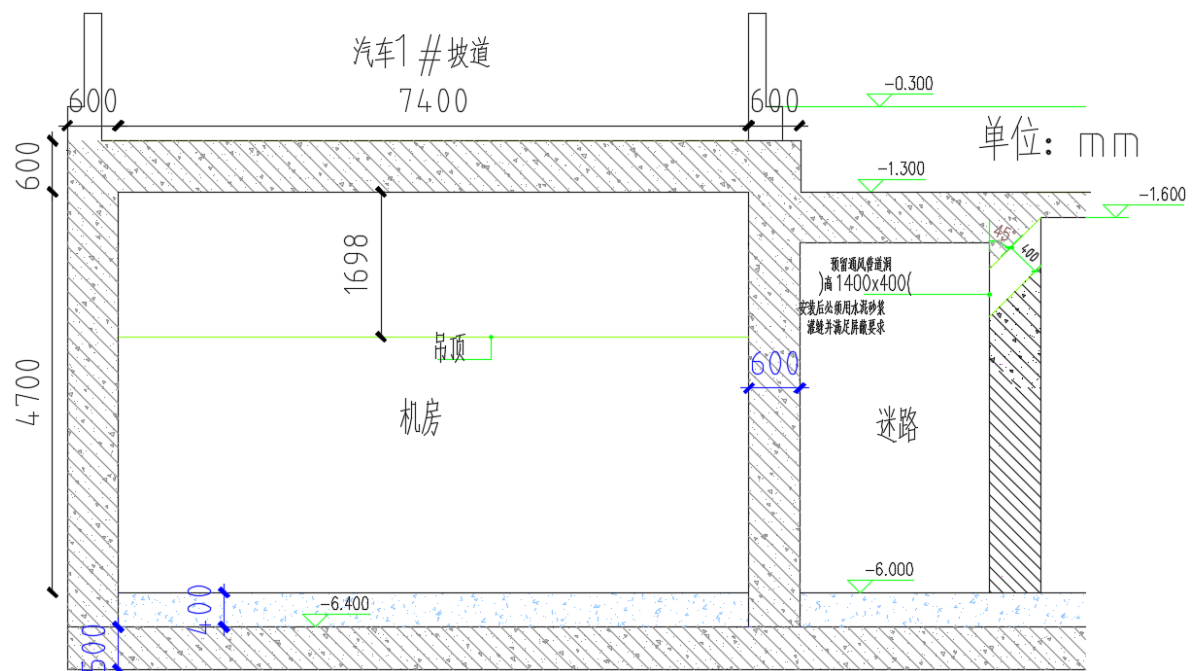 汽车1#坡道
600
7400
600
-0.300
单位：mm
600
-1.300
-1.600
45°
400
1698
预留通风管道洞
)高1400x400(
安装后必须用水泥砂浆
灌缝并满足屏蔽要求
吊顶
600
4700
机房
迷路
400
-6.400
-6.000
500